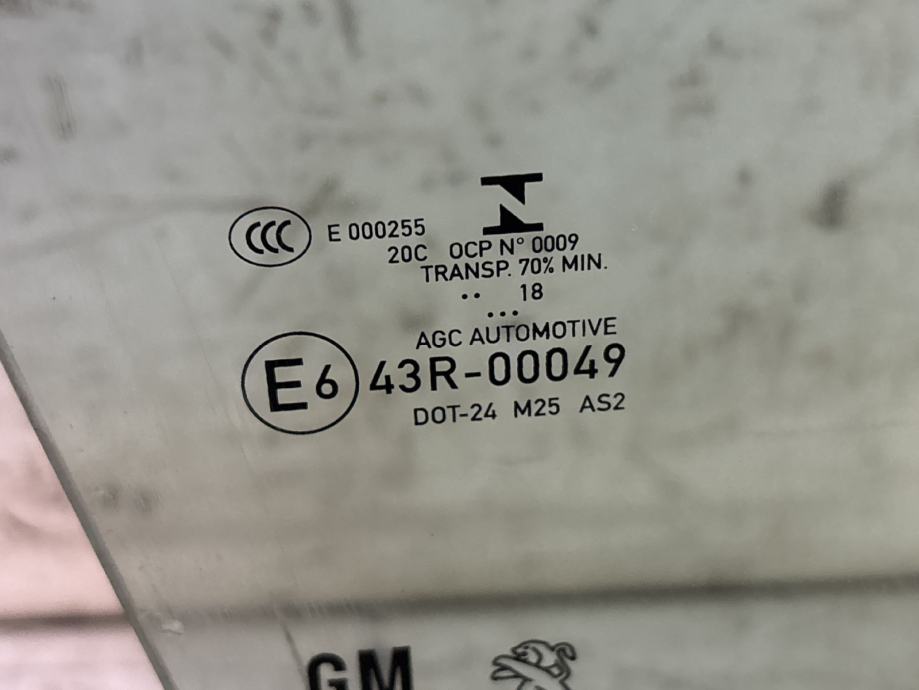 CCC E 000255
20C OCP N° 0009
TRANSP. 70% MIN.
.. 18
...
AGC AUTOMOTIVE
E6 43R-00049
DOT-24 M25 AS2
GM